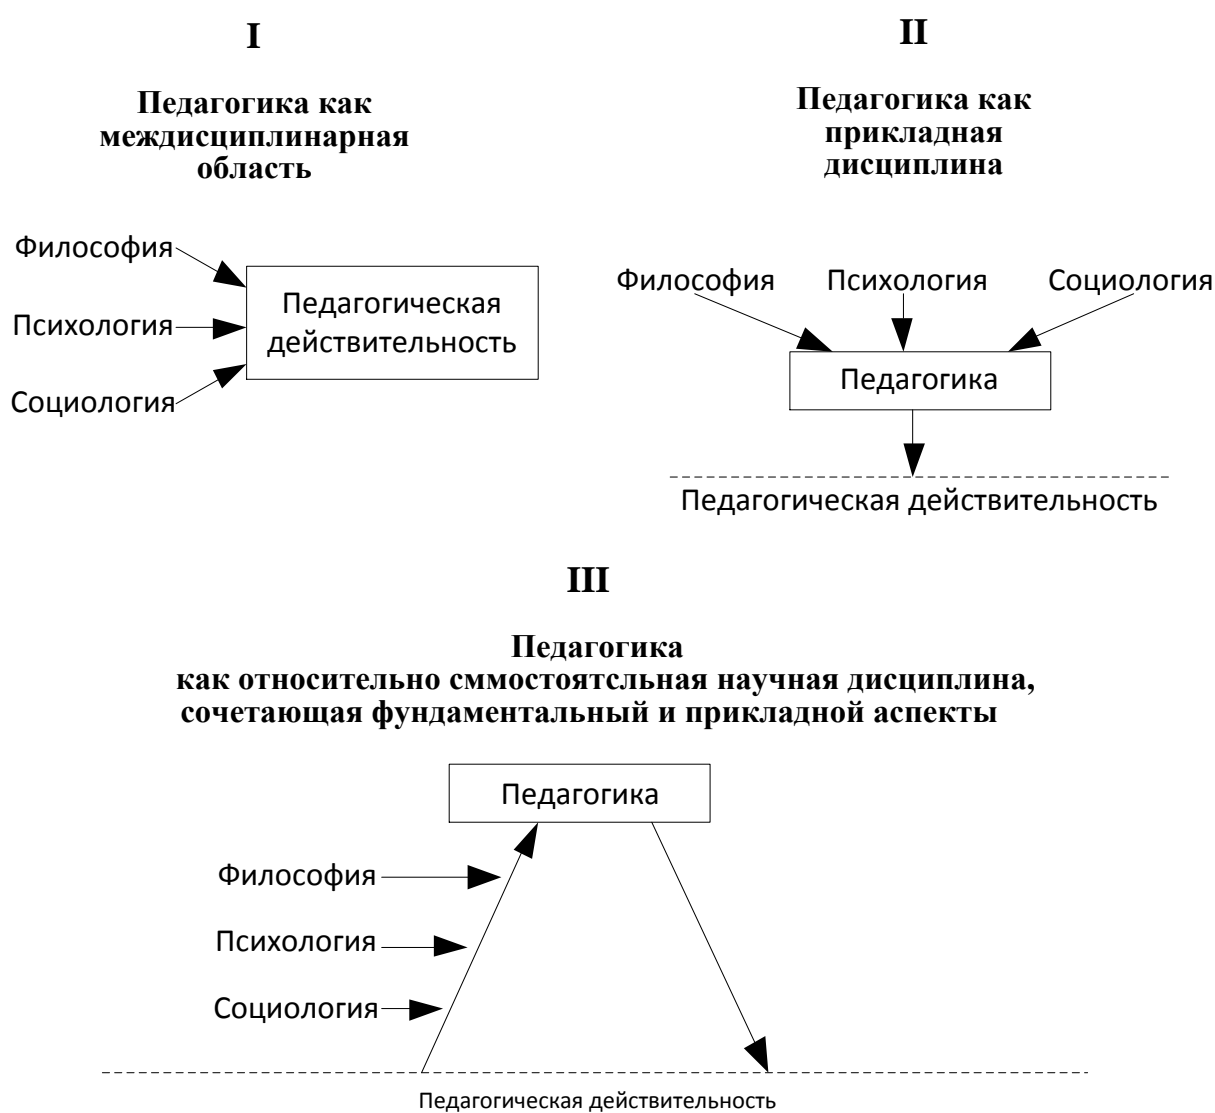 I
Педагогика как
междисциплинарная
область
Философия
Психология
Социология
Педагогическая
действительность
II
Педагогика как
прикладная
дисциплина
Философия
Психология
Социология
Педагогика
Педагогическая действительность
III
Педагогика
как относительно сммостоятсльная научная дисциплина,
сочетающая фундаментальный и прикладной аспекты
Педагогика
Философия
Психология
Социология
Педагогическая действительность